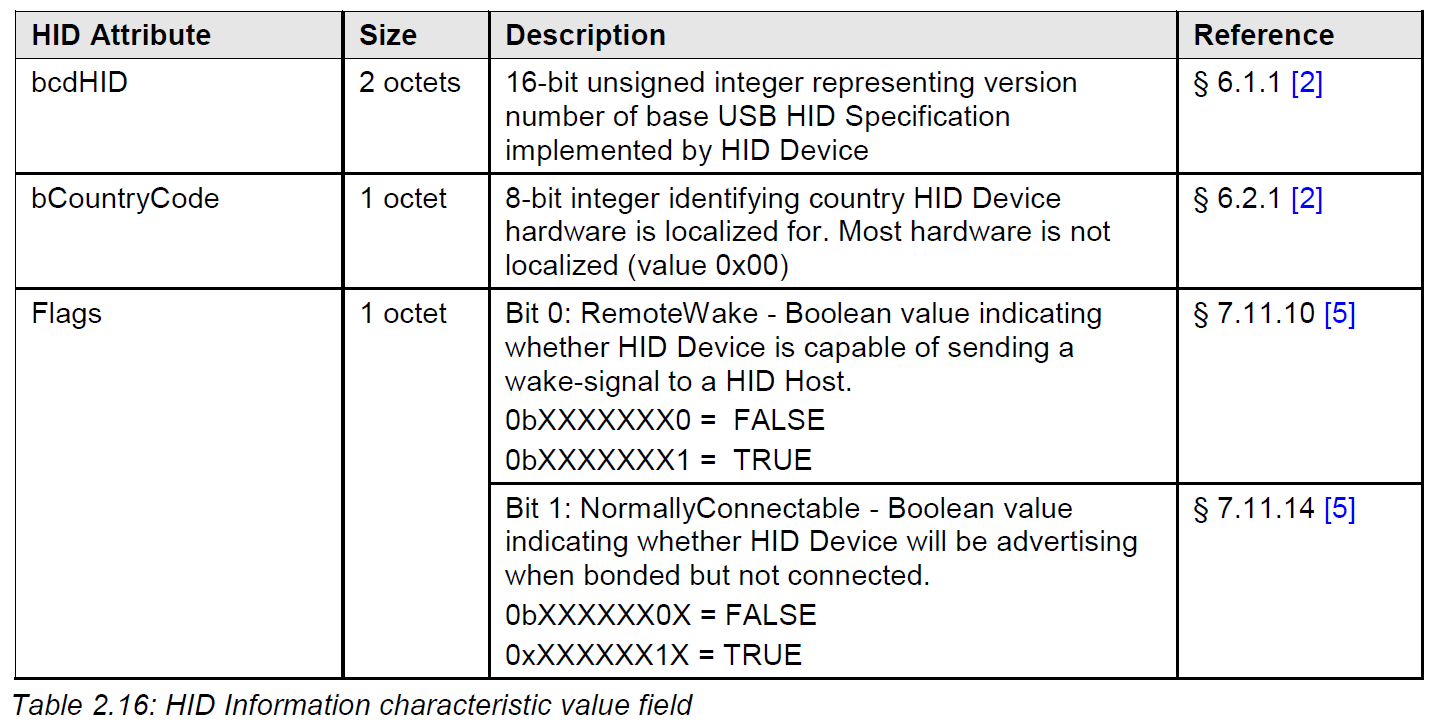 HID Attribute Size Description Reference
bcdHID 2 octets 16-bit unsigned integer representing version § 6.1.1 [2]
number of base USB HID Specification
implemented by HID Device
bCountryCode 1 octet 8-bit integer identifying country HID Device § 6.2.1 [2]
hardware is localized for. Most hardware is not
localized (value 0x00)
Flags 1 octet Bit 0: RemoteWake - Boolean value indicating § 7.11.10 [5]
whether HID Device is capable of sending a
wake-signal to a HID Host.
0bXXXXXXX0 = FALSE
0bXXXXXXX1 = TRUE
Bit 1: NormallyConnectable - Boolean value § 7.11.14 [5]
indicating whether HID Device will be advertising
when bonded but not connected.
0bXXXXXX0X = FALSE
0xXXXXXX1X = TRUE
Table 2.16: HID Information characteristic value field